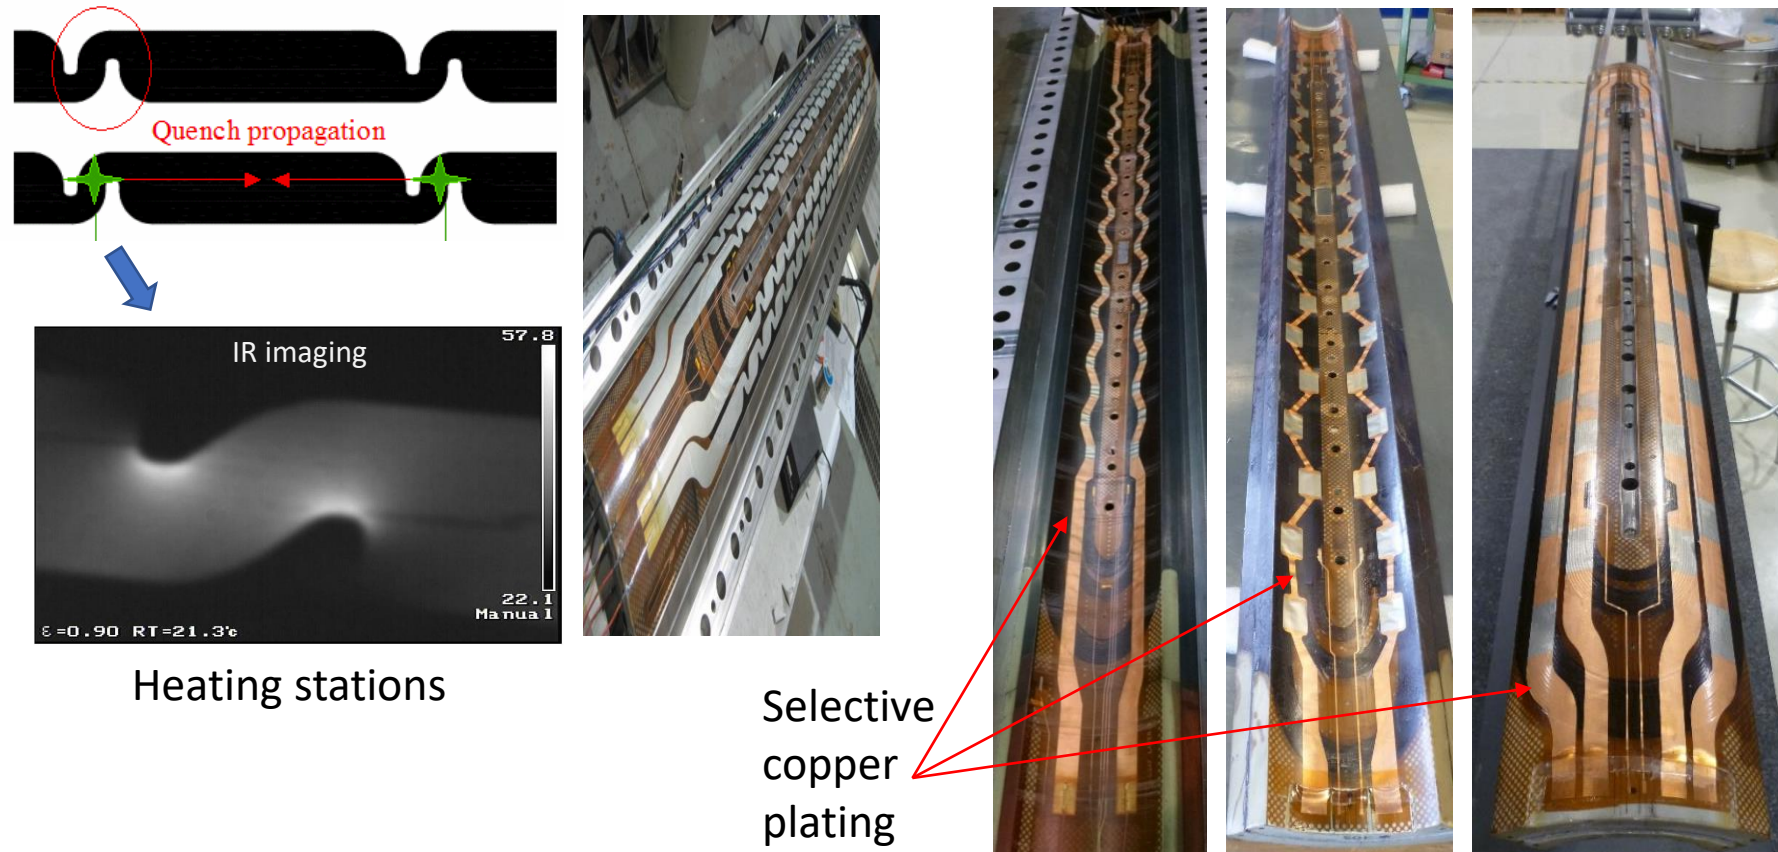 Quench propagation
IR imaging
57.8
22.1
Manual
ε=0.90 RT=21.3℃
Heating stations
Selective
copper
plating